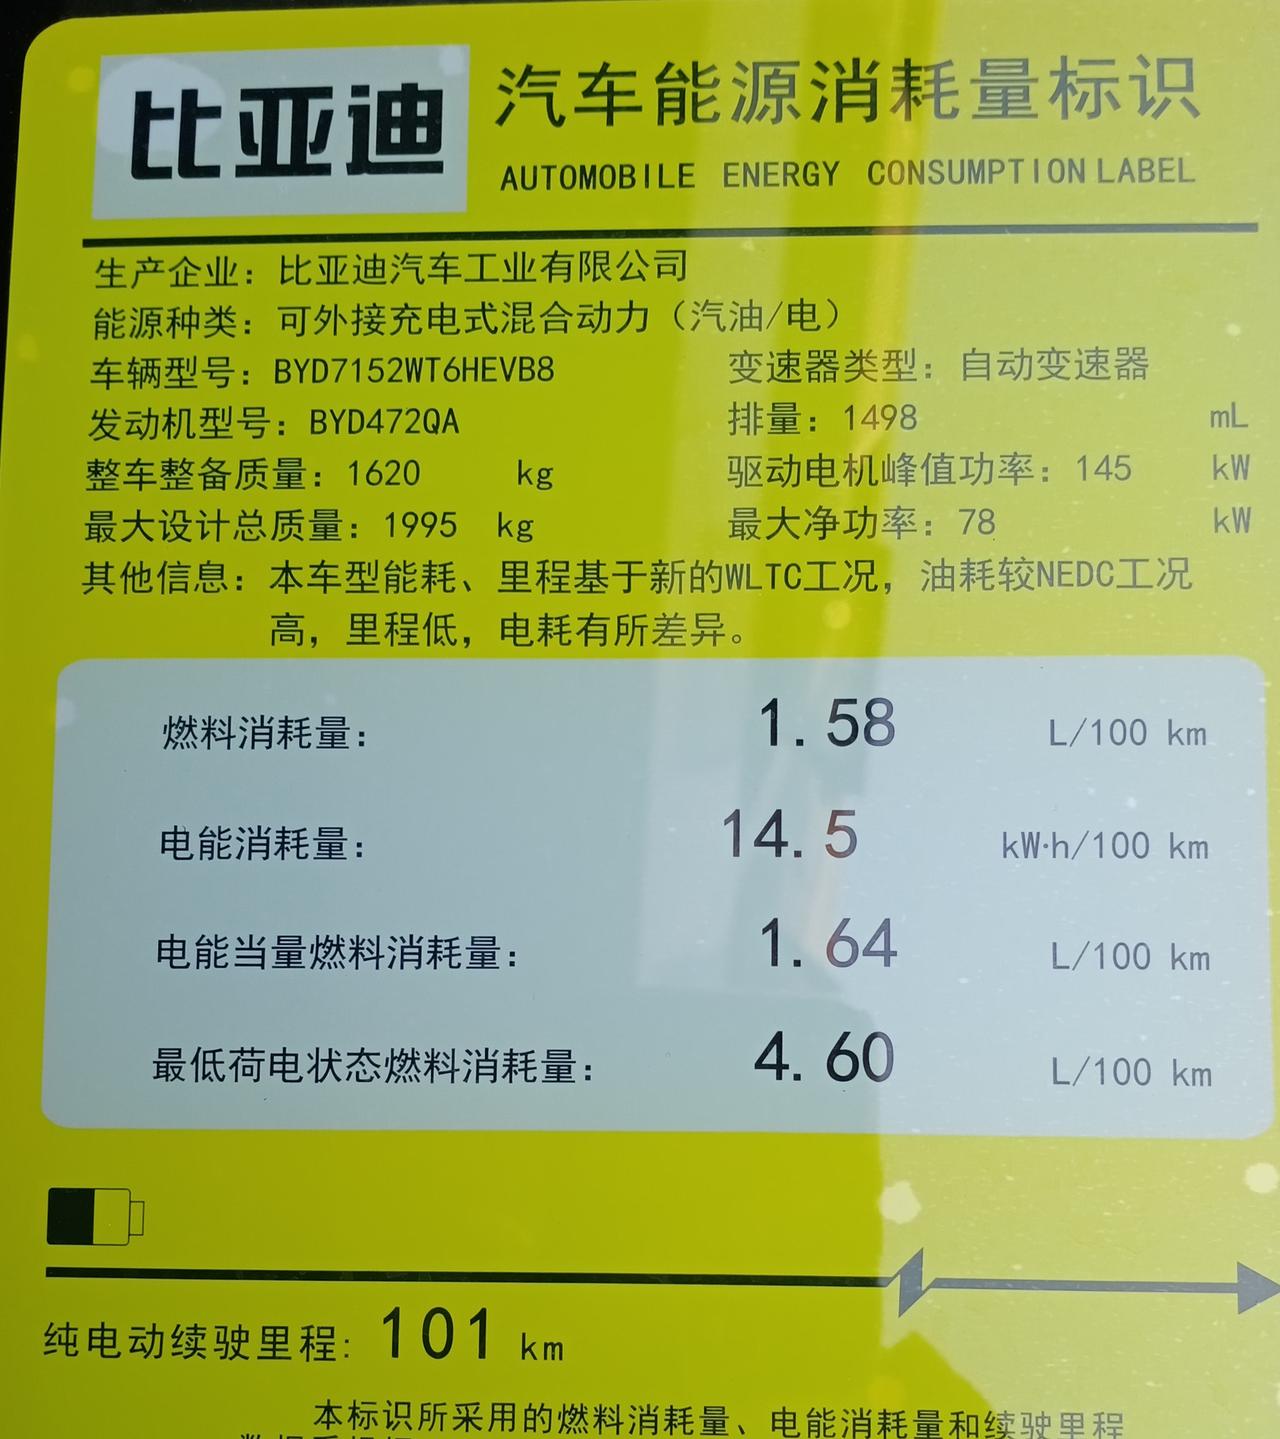 比亚迪
汽车能源消耗量标识
AUTOMOBILE ENERGY CONSUMPTION LABEL
生产企业：比亚迪汽车工业有限公司
能源种类：可外接充电式混合动力（汽油/电）
车辆型号：BYD7152WT6HEVB8 变速器类型：自动变速器
发动机型号：BYD472QA 排量：1498 mL
整车整备质量：1620 kg 驱动电机峰值功率：145 kW
最大设计总质量：1995 kg 最大净功率：78 kW
其他信息：本车型能耗、里程基于新的WLTC工况，油耗较NEDC工况
高，里程低，电耗有所差异。
燃料消耗量： 1.58 L/100 km
电能消耗量： 14.5 kW·h/100 km
电能当量燃料消耗量： 1.64 L/100 km
最低荷电状态燃料消耗量： 4.60 L/100 km
纯电动续驶里程：101 km
本标识所采用的燃料消耗量、电能消耗量和续驶里程